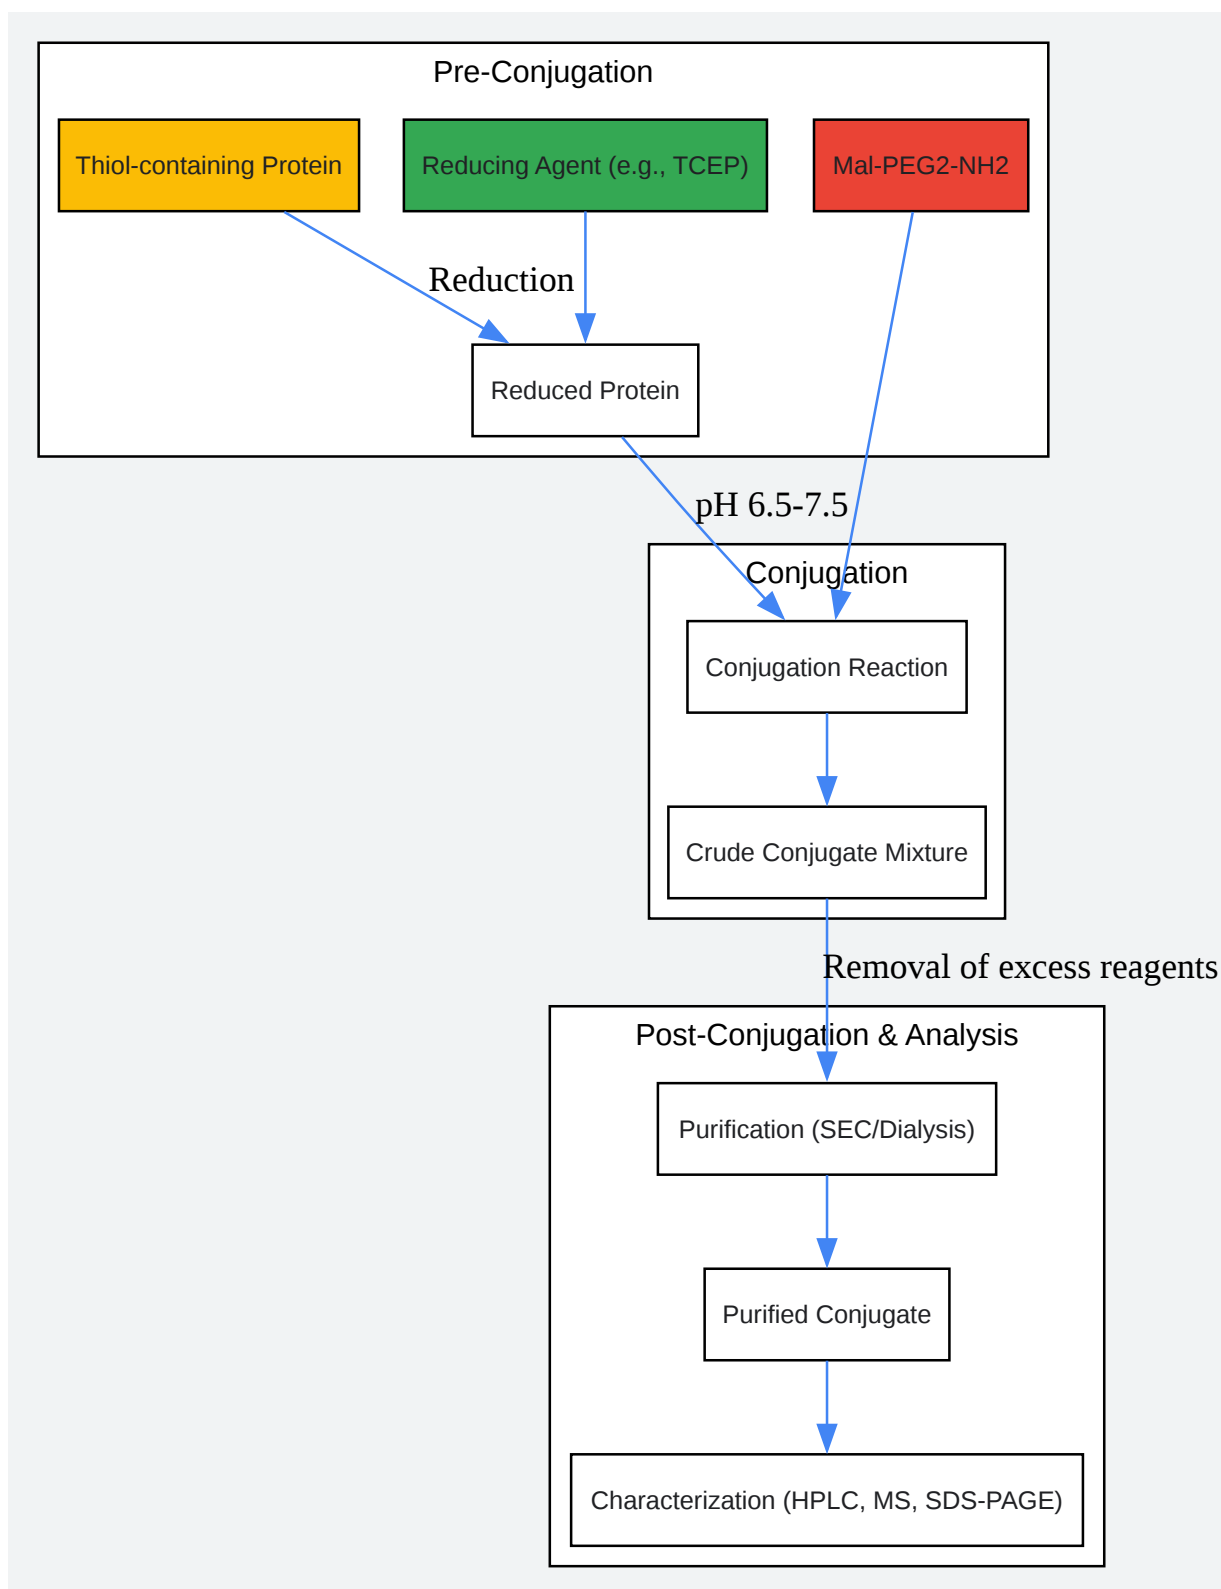 Pre-Conjugation
Thiol-containing Protein
Reducing Agent (e.g., TCEP)
Mal-PEG2-NH2
Reduction
Reduced Protein
pH 6.5-7.5
Conjugation
Conjugation Reaction
Crude Conjugate Mixture
Removal of excess reagents
Post-Conjugation & Analysis
Purification (SEC/Dialysis)
Purified Conjugate
Characterization (HPLC, MS, SDS-PAGE)